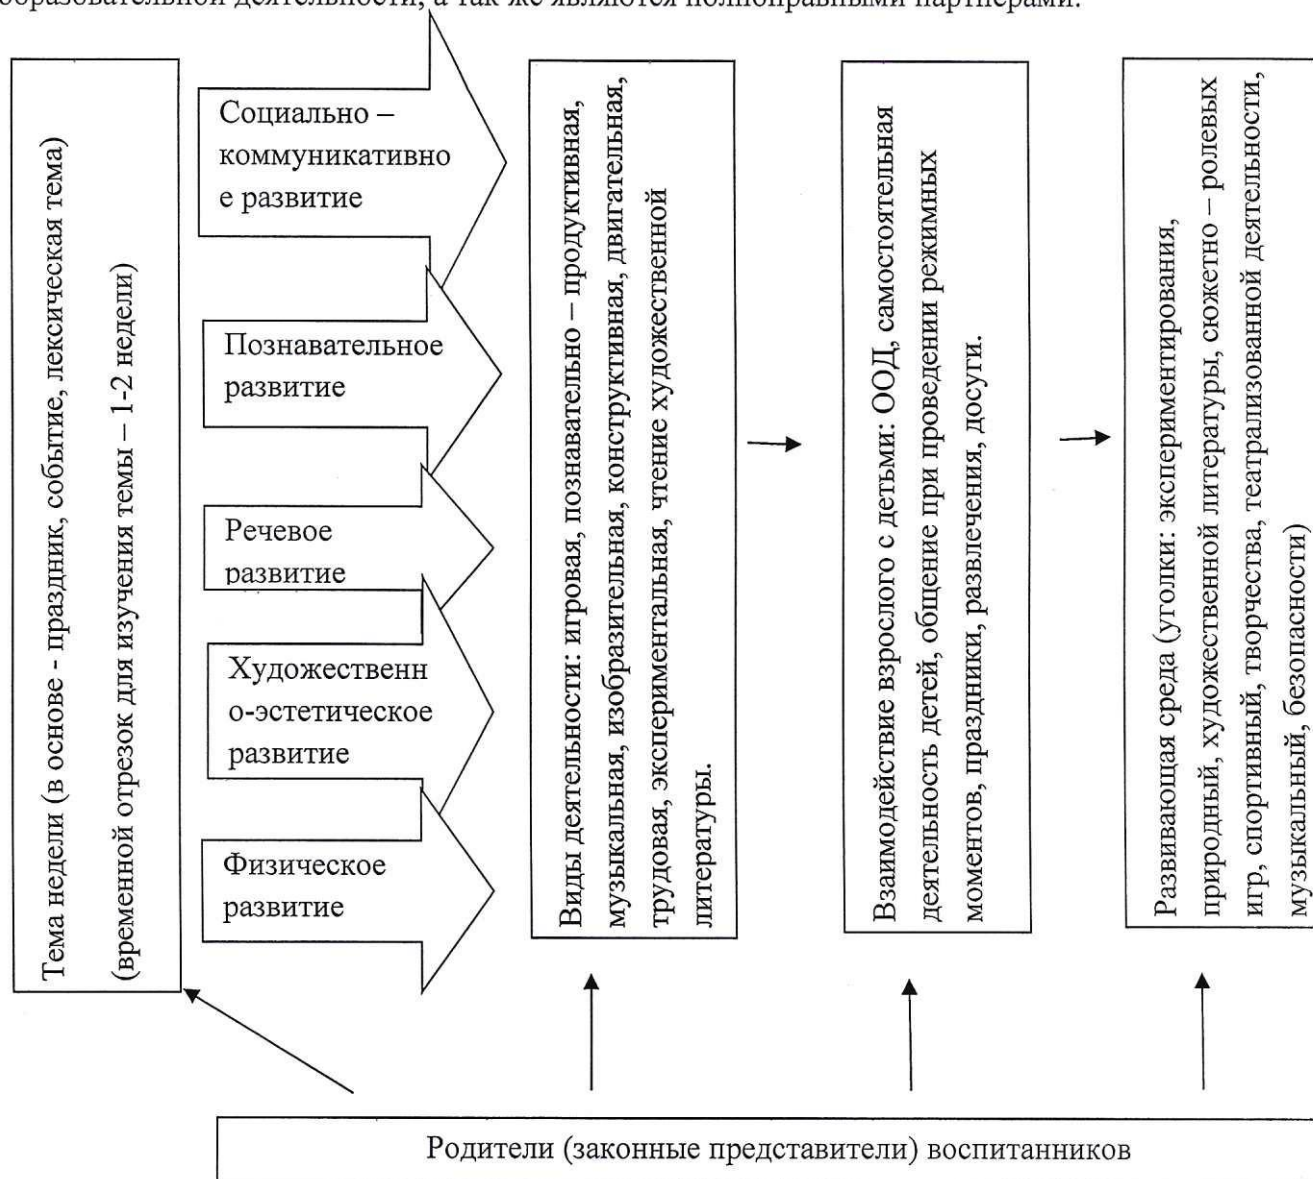 образовательной деятельности, а так же являются полноправными партнерами.
Тема недели (в основе - праздник, событие, лексическая тема)
(временной отрезок для изучения темы – 1-2 недели)
Социально –
коммуникативно
е развитие
Познавательное
развитие
Речевое
развитие
Художественн
о-эстетическое
развитие
Физическое
развитие
Виды деятельности: игровая, познавательно – продуктивная,
музыкальная, изобразительная, конструктивная, двигательная,
трудовая, экспериментальная, чтение художественной
литературы.
Взаимодействие взрослого с детьми: ООД, самостоятельная
деятельность детей, общение при проведении режимных
моментов, праздники, развлечения, досуги.
Развивающая среда (уголки: экспериментирования,
природный, художественной литературы, сюжетно – ролевых
игр, спортивный, творчества, театрализованной деятельности,
музыкальный, безопасности)
Родители (законные представители) воспитанников